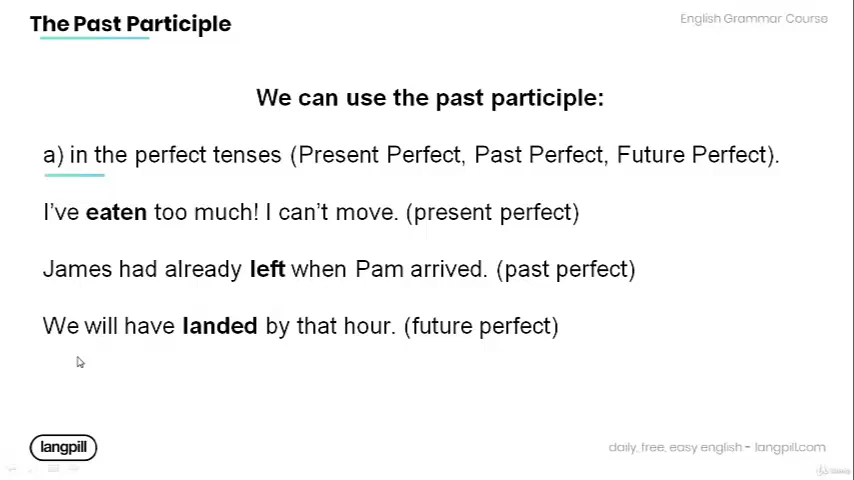 The Past Participle
English Grammar Course
We can use the past participle:
a) in the perfect tenses (Present Perfect, Past Perfect, Future Perfect).
I've eaten too much! I can't move. (present perfect)
James had already left when Pam arrived. (past perfect)
We will have landed by that hour. (future perfect)
langpill
daily, free, easy english - langpill.com
Udemy